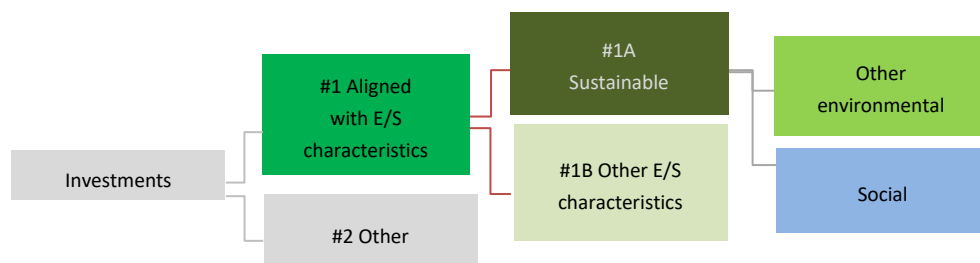 Investments
#1 Aligned
with E/S
characteristics
#2 Other
#1A
Sustainable
#1B Other E/S
characteristics
Other
environmental
Social